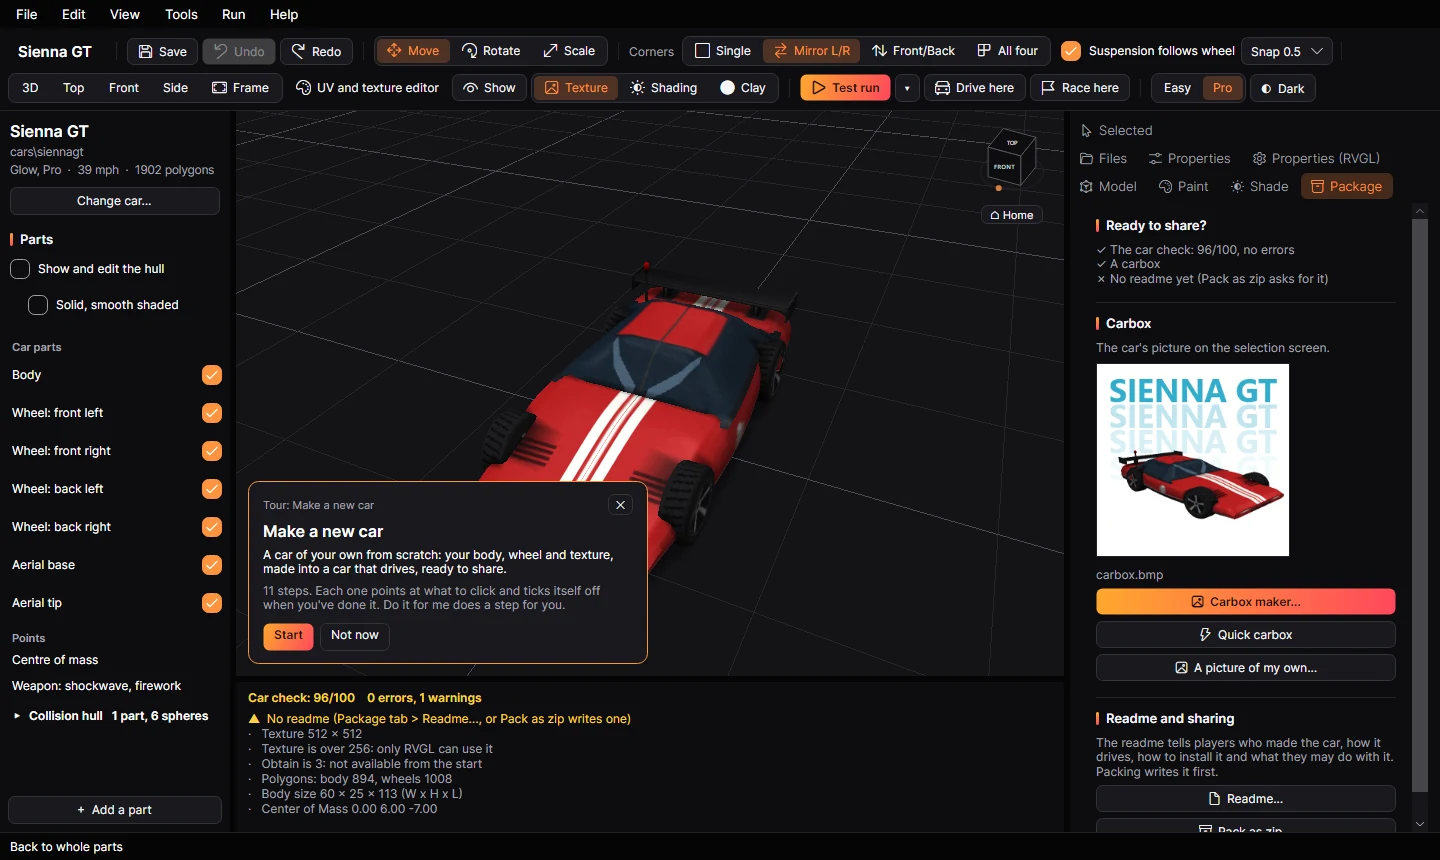 File Edit View Tools Run Help
Sienna GT Save Undo Redo Move Rotate Scale Corners Single Mirror L/R Front/Back All four Suspension follows wheel Snap 0.5
3D Top Front Side Frame UV and texture editor Show Texture Shading Clay Test run Drive here Race here Easy Pro Dark
Sienna GT
cars\siennagt
Glow, Pro · 39 mph · 1902 polygons
Change car...
Parts
Show and edit the hull
Solid, smooth shaded
Car parts
Body
Wheel: front left
Wheel: front right
Wheel: back left
Wheel: back right
Aerial base
Aerial tip
Points
Centre of mass
Weapon: shockwave, firework
Collision hull 1 part, 6 spheres
+ Add a part
Back to whole parts
TOP
FRONT
Home
Tour: Make a new car
Make a new car
A car of your own from scratch: your body, wheel and texture,
made into a car that drives, ready to share.
11 steps. Each one points at what to click and ticks itself off
when you've done it. Do it for me does a step for you.
Start Not now
Car check: 96/100 0 errors, 1 warnings
No readme (Package tab > Readme..., or Pack as zip writes one)
· Texture 512 × 512
· Texture is over 256: only RVGL can use it
· Obtain is 3: not available from the start
· Polygons: body 894, wheels 1008
· Body size 60 × 25 × 113 (W x H x L)
· Center of Mass 0.00 6.00 -7.00
Selected
Files Properties Properties (RVGL)
Model Paint Shade Package
Ready to share?
✓ The car check: 96/100, no errors
✓ A carbox
× No readme yet (Pack as zip asks for it)
Carbox
The car's picture on the selection screen.
SIENNA GT
SIENNA GT
SIENNA GT
SIENNA GT
carbox.bmp
Carbox maker...
Quick carbox
A picture of my own...
Readme and sharing
The readme tells players who made the car, how it
drives, how to install it and what they may do with it.
Packing writes it first.
Readme...
Pack as zip